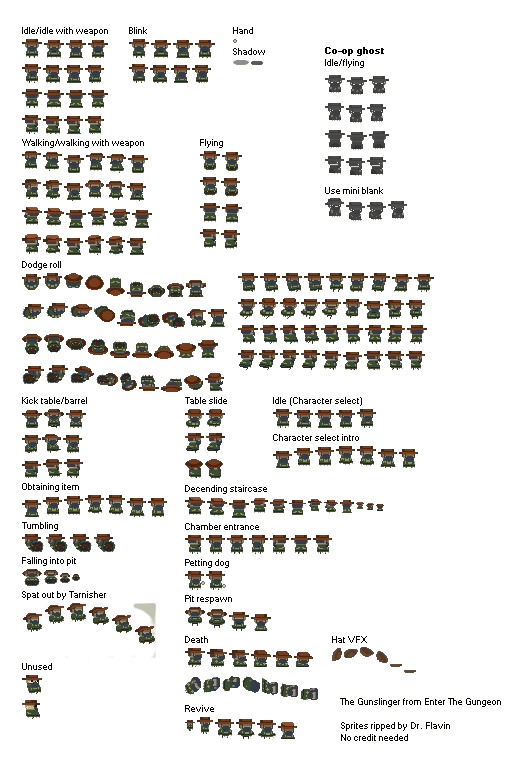 Idle/idle with weapon
Blink
Hand
Shadow
Co-op ghost
Idle/flying
Walking/walking with weapon
Flying
Use mini blank
Dodge roll
Kick table/barrel
Table slide
Idle (Character select)
Character select intro
Obtaining item
Decending staircase
Tumbling
Chamber entrance
Falling into pit
Petting dog
Spat out by Tarnisher
Pit respawn
Death
Hat VFX
Unused
Revive
The Gunslinger from Enter The Gungeon
Sprites ripped by Dr. Flavin
No credit needed